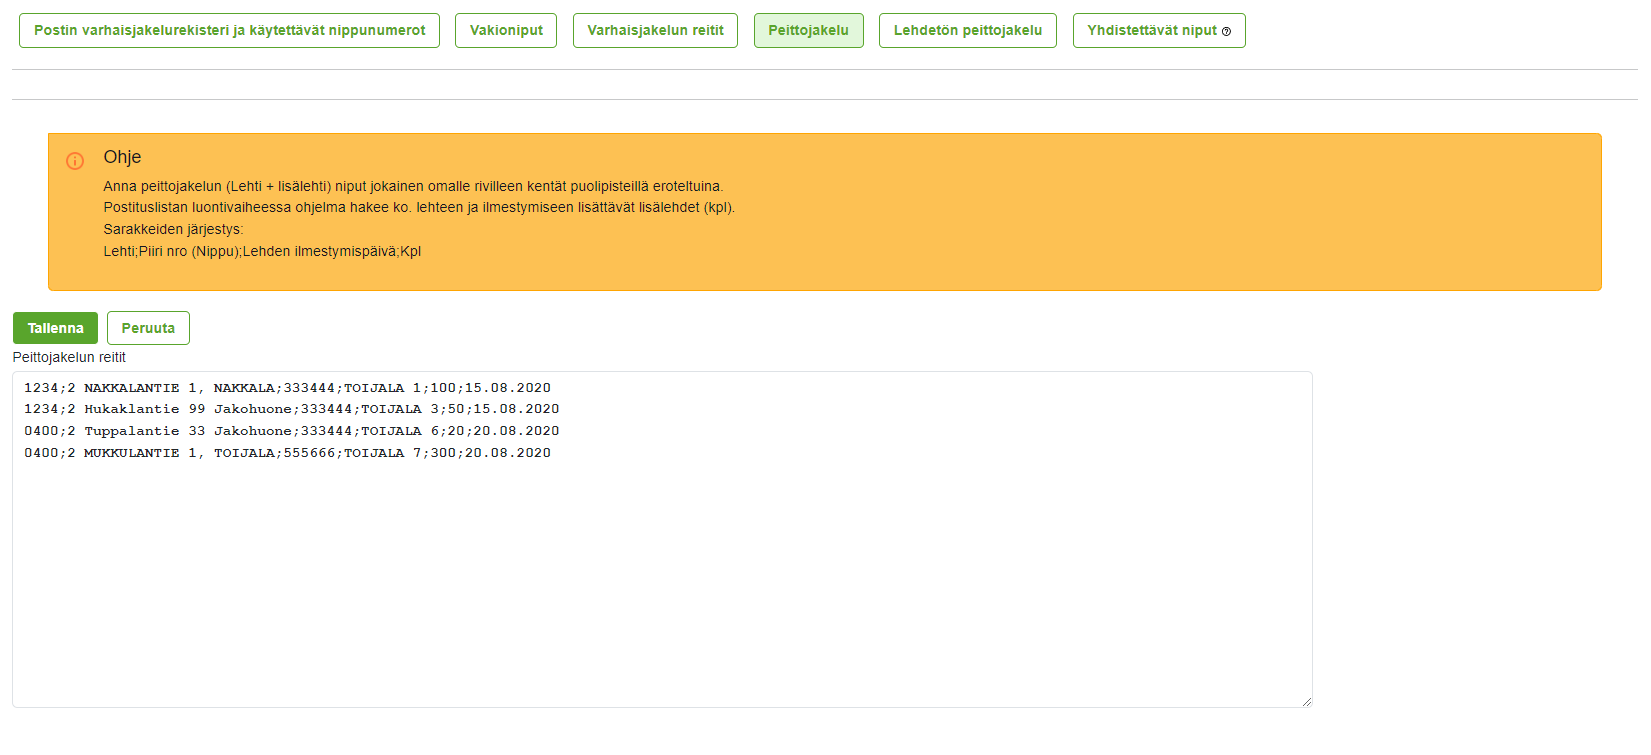 Postin varhaisjakelurekisteri ja käytettävät nippunumerot Vakioniput Varhaisjakelun reitit Peittojakelu Lehdetön peittojakelu Yhdistettävät niput
Ohje
Anna peittojakelun (Lehti + lisälehti) niput jokainen omalle rivilleen kentät puolipisteillä eroteltuina.
Postituslistan luontivaiheessa ohjelma hakee ko. lehteen ja ilmestymiseen lisättävät lisälehdet (kpl).
Sarakkeiden järjestys:
Lehti;Piiri nro (Nippu);Lehden ilmestymispäivä;Kpl
Tallenna Peruuta
Peittojakelun reitit
1234;2 NAKKALANTIE 1, NAKKALA;333444;TOIJALA 1;100;15.08.2020
1234;2 Hukaklantie 99 Jakohuone;333444;TOIJALA 3;50;15.08.2020
0400;2 Tuppalantie 33 Jakohuone;333444;TOIJALA 6;20;20.08.2020
0400;2 MUKKULANTIE 1, TOIJALA;555666;TOIJALA 7;300;20.08.2020